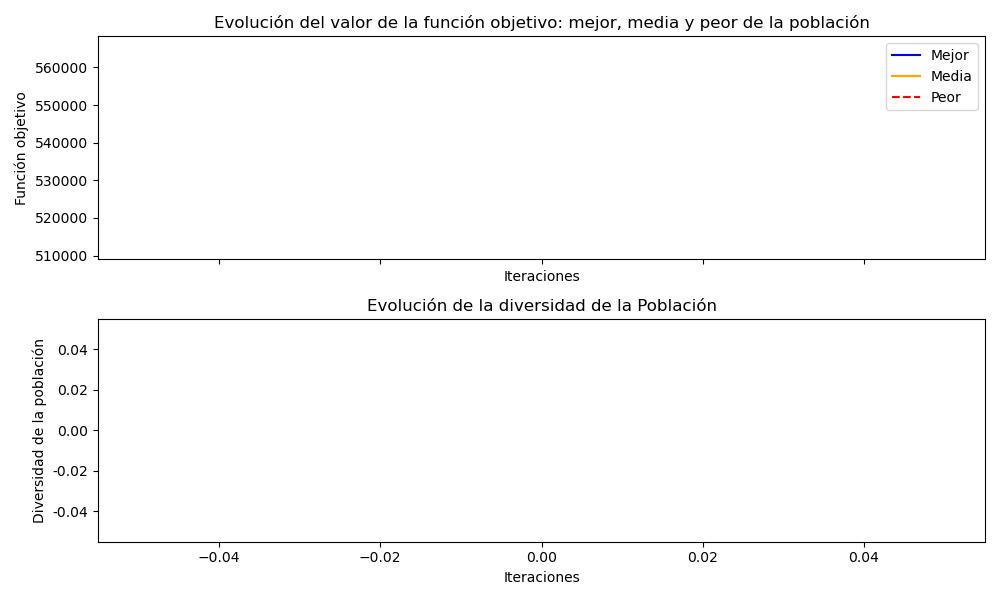 Evolución del valor de la función objetivo: mejor, media y peor de la población
Función objetivo
560000
550000
540000
530000
520000
510000
Mejor
Media
Peor
Iteraciones
Evolución de la diversidad de la Población
Diversidad de la población
0.04
0.02
0.00
-0.02
-0.04
−0.04
−0.02
0.00
0.02
0.04
Iteraciones